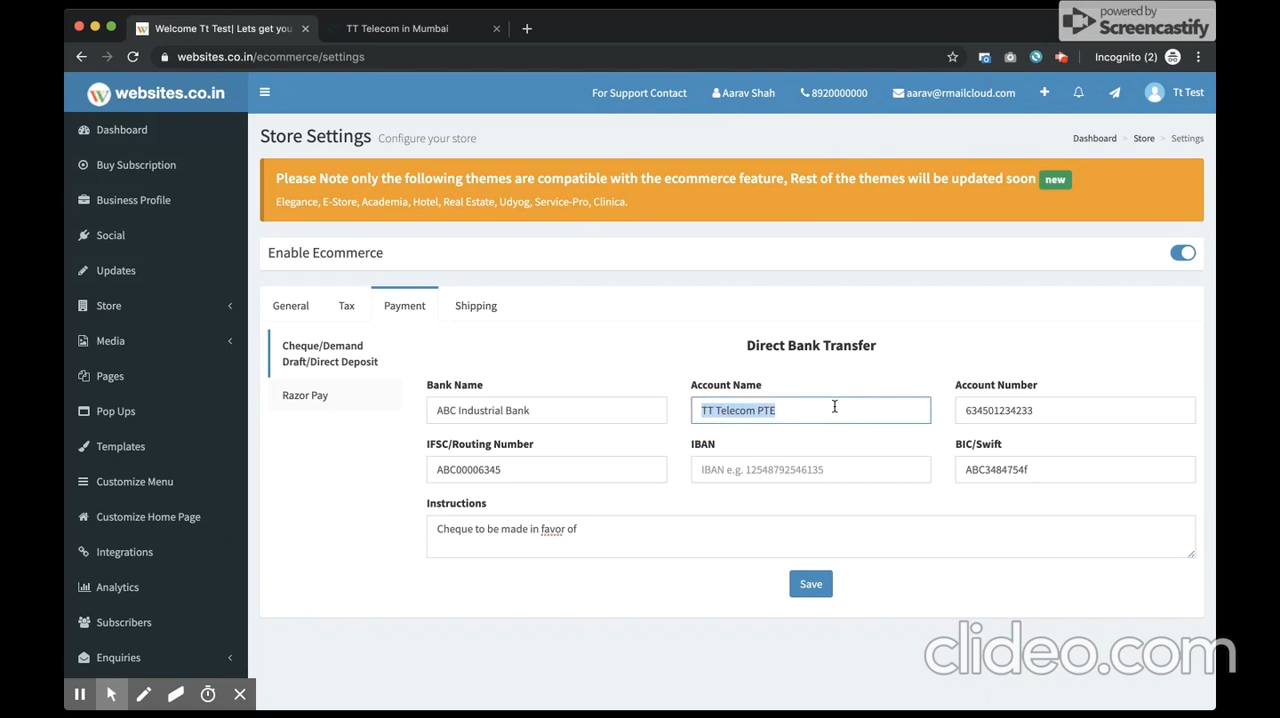 powered by
Screencastify
Welcome Tt Test| Lets get you
TT Telecom in Mumbai
websites.co.in/ecommerce/settings
Incognito (2)
W websites.co.in
For Support Contact
Aarav Shah
8920000000
aarav@rmailcloud.com
Tt Test
Dashboard
Buy Subscription
Business Profile
Social
Updates
Store
Media
Pages
Pop Ups
Templates
Customize Menu
Customize Home Page
Integrations
Analytics
Subscribers
Enquiries
Store Settings Configure your store
Dashboard > Store > Settings
Please Note only the following themes are compatible with the ecommerce feature, Rest of the themes will be updated soon new
Elegance, E-Store, Academia, Hotel, Real Estate, Udyog, Service-Pro, Clinica.
Enable Ecommerce
General Tax Payment Shipping
Cheque/Demand
Draft/Direct Deposit
Razor Pay
Direct Bank Transfer
Bank Name Account Name Account Number
ABC Industrial Bank TT Telecom PTE 634501234233
IFSC/Routing Number IBAN BIC/Swift
ABC00006345 IBAN e.g. 12548792546135 ABC3484754f
Instructions
Cheque to be made in favor of
Save
clideo.com